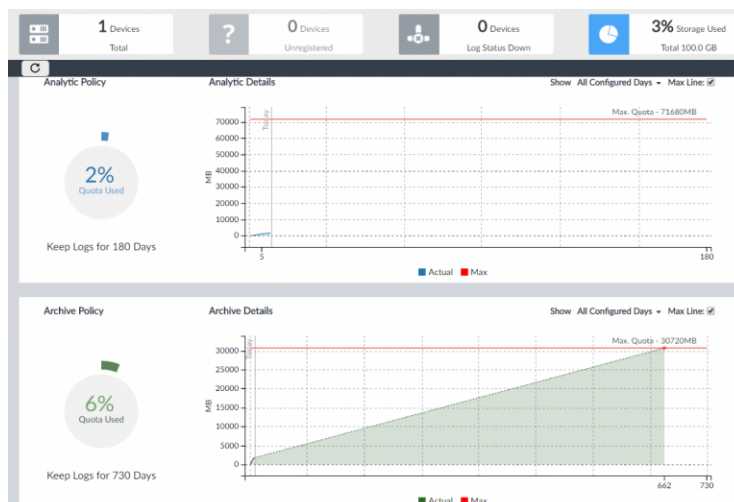 1 Devices
Total
0 Devices
Unregistered
0 Devices
Log Status Down
3% Storage Used
Total 100.0 GB
Analytic Policy
2%
Quota Used
Keep Logs for 180 Days
Analytic Details
Show All Configured Days Max Line:
Max. Quota - 71680MB
Today
MB
70000
60000
50000
40000
30000
20000
10000
0
5
180
Actual Max
Archive Policy
6%
Quota Used
Keep Logs for 730 Days
Archive Details
Show All Configured Days Max Line:
Max. Quota - 30720MB
Today
MB
30000
25000
20000
15000
10000
5000
0
662
730
Actual Max